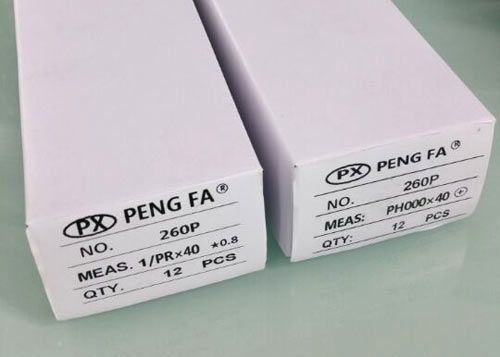 PX PENG FA®
NO. 260P
MEAS. 1/PR×40 ★0.8
QTY. 12 PCS
PX PENG FA®
NO. 260P
MEAS: PH000×40 ⊕
QTY: 12 PCS